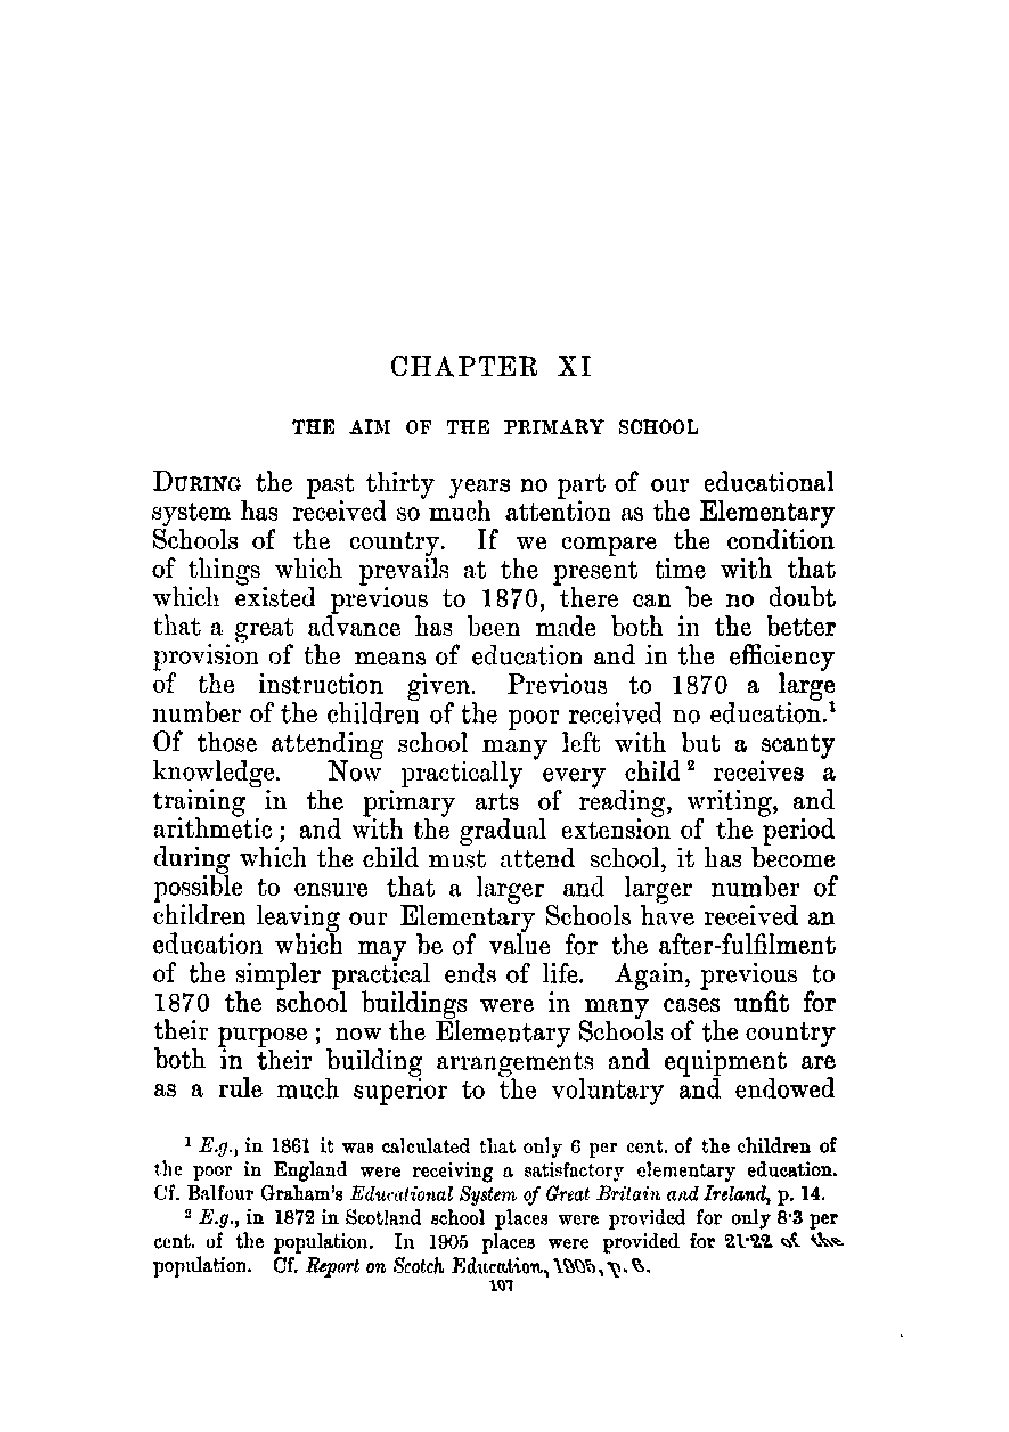 CHAPTER XI
THE AIM OF THE PRIMARY SCHOOL
DURING the past thirty years no part of our educational
system has received so much attention as the Elementary
Schools of the country. If we compare the condition
of things which prevails at the present time with that
which existed previous to 1870, there can be no doubt
that a great advance has been made both in the better
provision of the means of education and in the efficiency
of the instruction given. Previous to 1870 a large
number of the children of the poor received no education.¹
Of those attending school many left with but a scanty
knowledge. Now practically every child² receives a
training in the primary arts of reading, writing, and
arithmetic; and with the gradual extension of the period
during which the child must attend school, it has become
possible to ensure that a larger and larger number of
children leaving our Elementary Schools have received an
education which may be of value for the after-fulfilment
of the simpler practical ends of life. Again, previous to
1870 the school buildings were in many cases unfit for
their purpose; now the Elementary Schools of the country
both in their building arrangements and equipment are
as a rule much superior to the voluntary and endowed
¹ E.g., in 1861 it was calculated that only 6 per cent. of the children of
the poor in England were receiving a satisfactory elementary education.
Cf. Balfour Graham's Educational System of Great Britain and Ireland, p. 14.
² E.g., in 1872 in Scotland school places were provided for only 8·3 per
cent. of the population. In 1905 places were provided for 21·22 of the
population. Cf. Report on Scotch Education, 1905, p. 6.
107